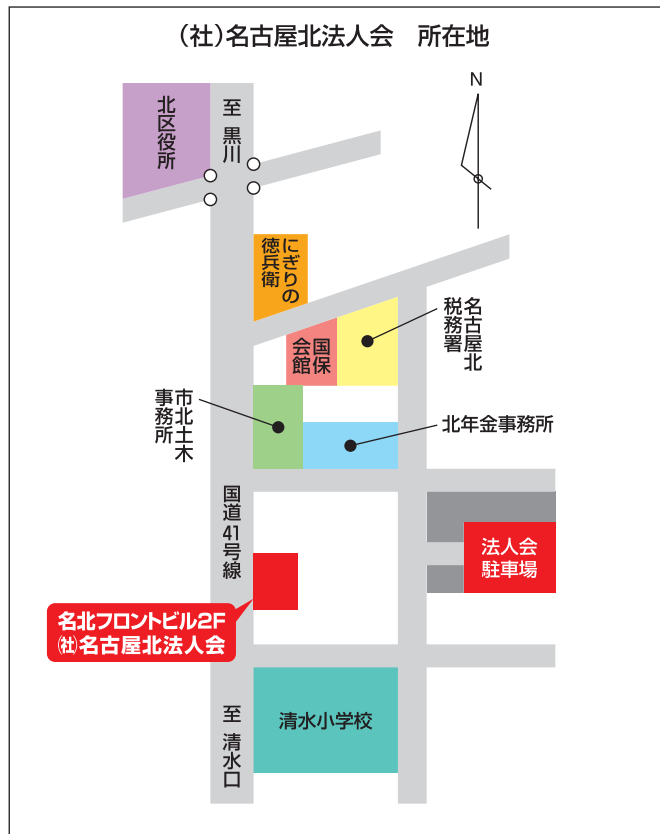 (社)名古屋北法人会　所在地
N
北区役所
至 黒川
にぎりの
徳兵衛
名古屋北
税務署
国保
会館
市北土木
事務所
北年金事務所
国道41号線
法人会
駐車場
名北フロントビル2F
(社)名古屋北法人会
清水小学校
至 清水口